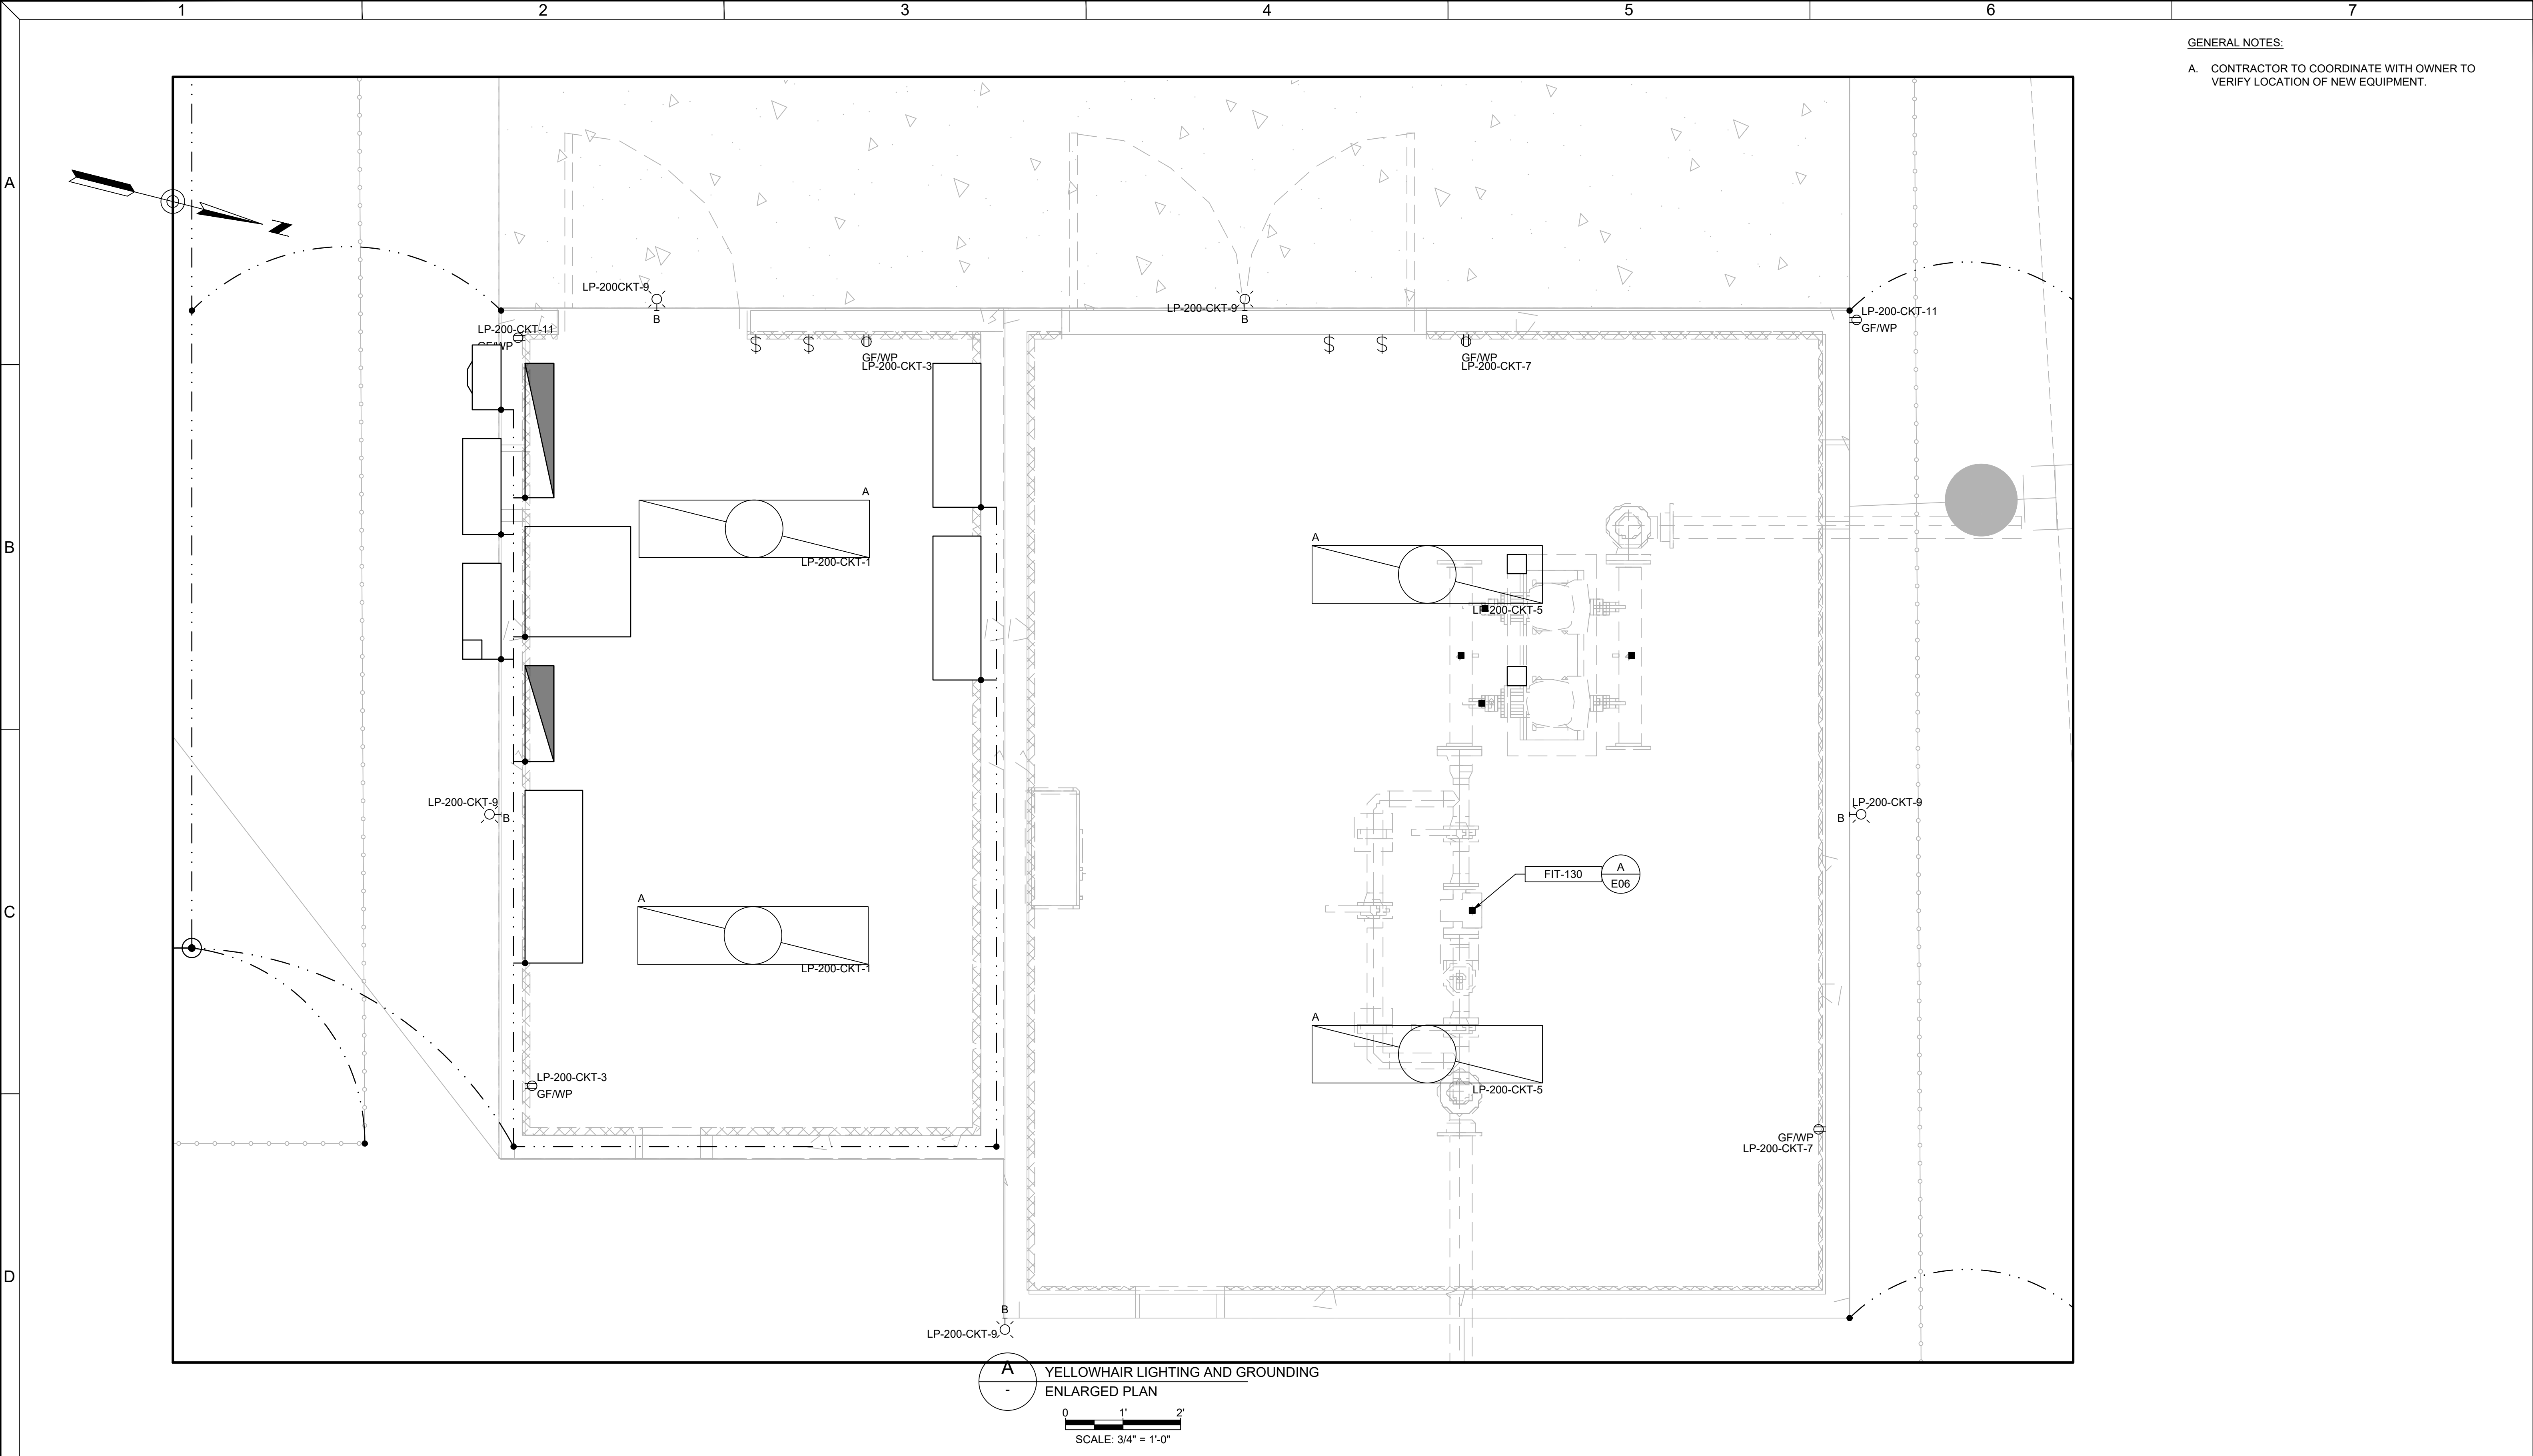 1 2 3 4 5 6 7
GENERAL NOTES:
A. CONTRACTOR TO COORDINATE WITH OWNER TO
VERIFY LOCATION OF NEW EQUIPMENT.
A
N
LP-200CKT-9
B
LP-200-CKT-9
B
LP-200-CKT-11
GF/WP
LP-200-CKT-11
GF/WP
$ $
GF/WP
LP-200-CKT-3
$ $
GF/WP
LP-200-CKT-7
B
A
LP-200-CKT-1
A
LP-200-CKT-5
LP-200-CKT-9
B
LP-200-CKT-9
B
C
FIT-130
A
E06
A
LP-200-CKT-1
A
LP-200-CKT-5
LP-200-CKT-3
GF/WP
GF/WP
LP-200-CKT-7
D
B
LP-200-CKT-9
A
-
YELLOWHAIR LIGHTING AND GROUNDING
ENLARGED PLAN
0 1' 2'
SCALE: 3/4" = 1'-0"